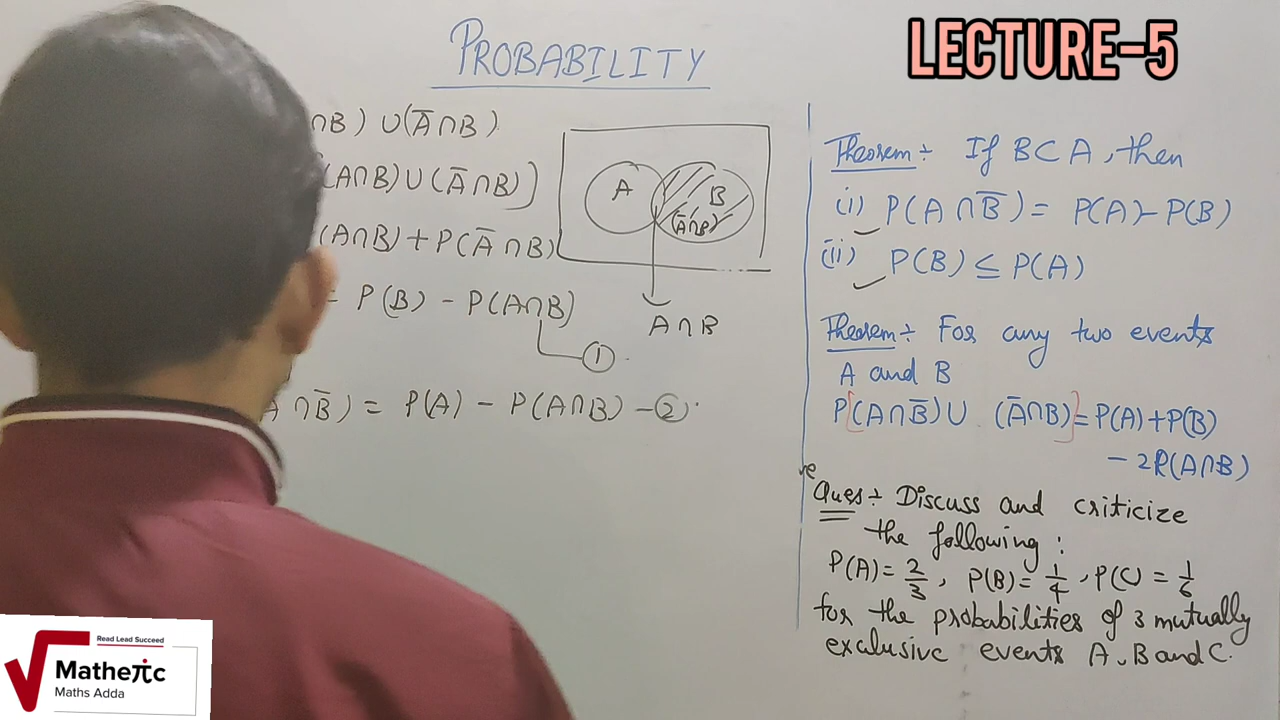 PROBABILITY
LECTURE-5
∩B) ∪(A̅∩B)
(A∩B)∪(A̅∩B)]
(A∩B)+P(A̅∩B)
= P(B) - P(A∩B)
①
A∩B̅) = P(A) - P(A∩B) -②
A
B
(A̅∩B)
A∩B
Theorem ÷ If B⊂A, then
(i) P(A∩B̅) = P(A)-P(B)
(ii) P(B) ≤ P(A)
Theorem ÷ For any two events
A and B
P[(A∩B̅)∪ (A̅∩B)]=P(A)+P(B)
-2P(A∩B)
Ques ÷ Discuss and criticize
the following :
P(A)= 2/3, P(B)= 1/4, P(C) = 1/6
for the probabilities of 3 mutually
exclusive events A, B and C.
Read Lead Succeed
Matheπc
Maths Adda